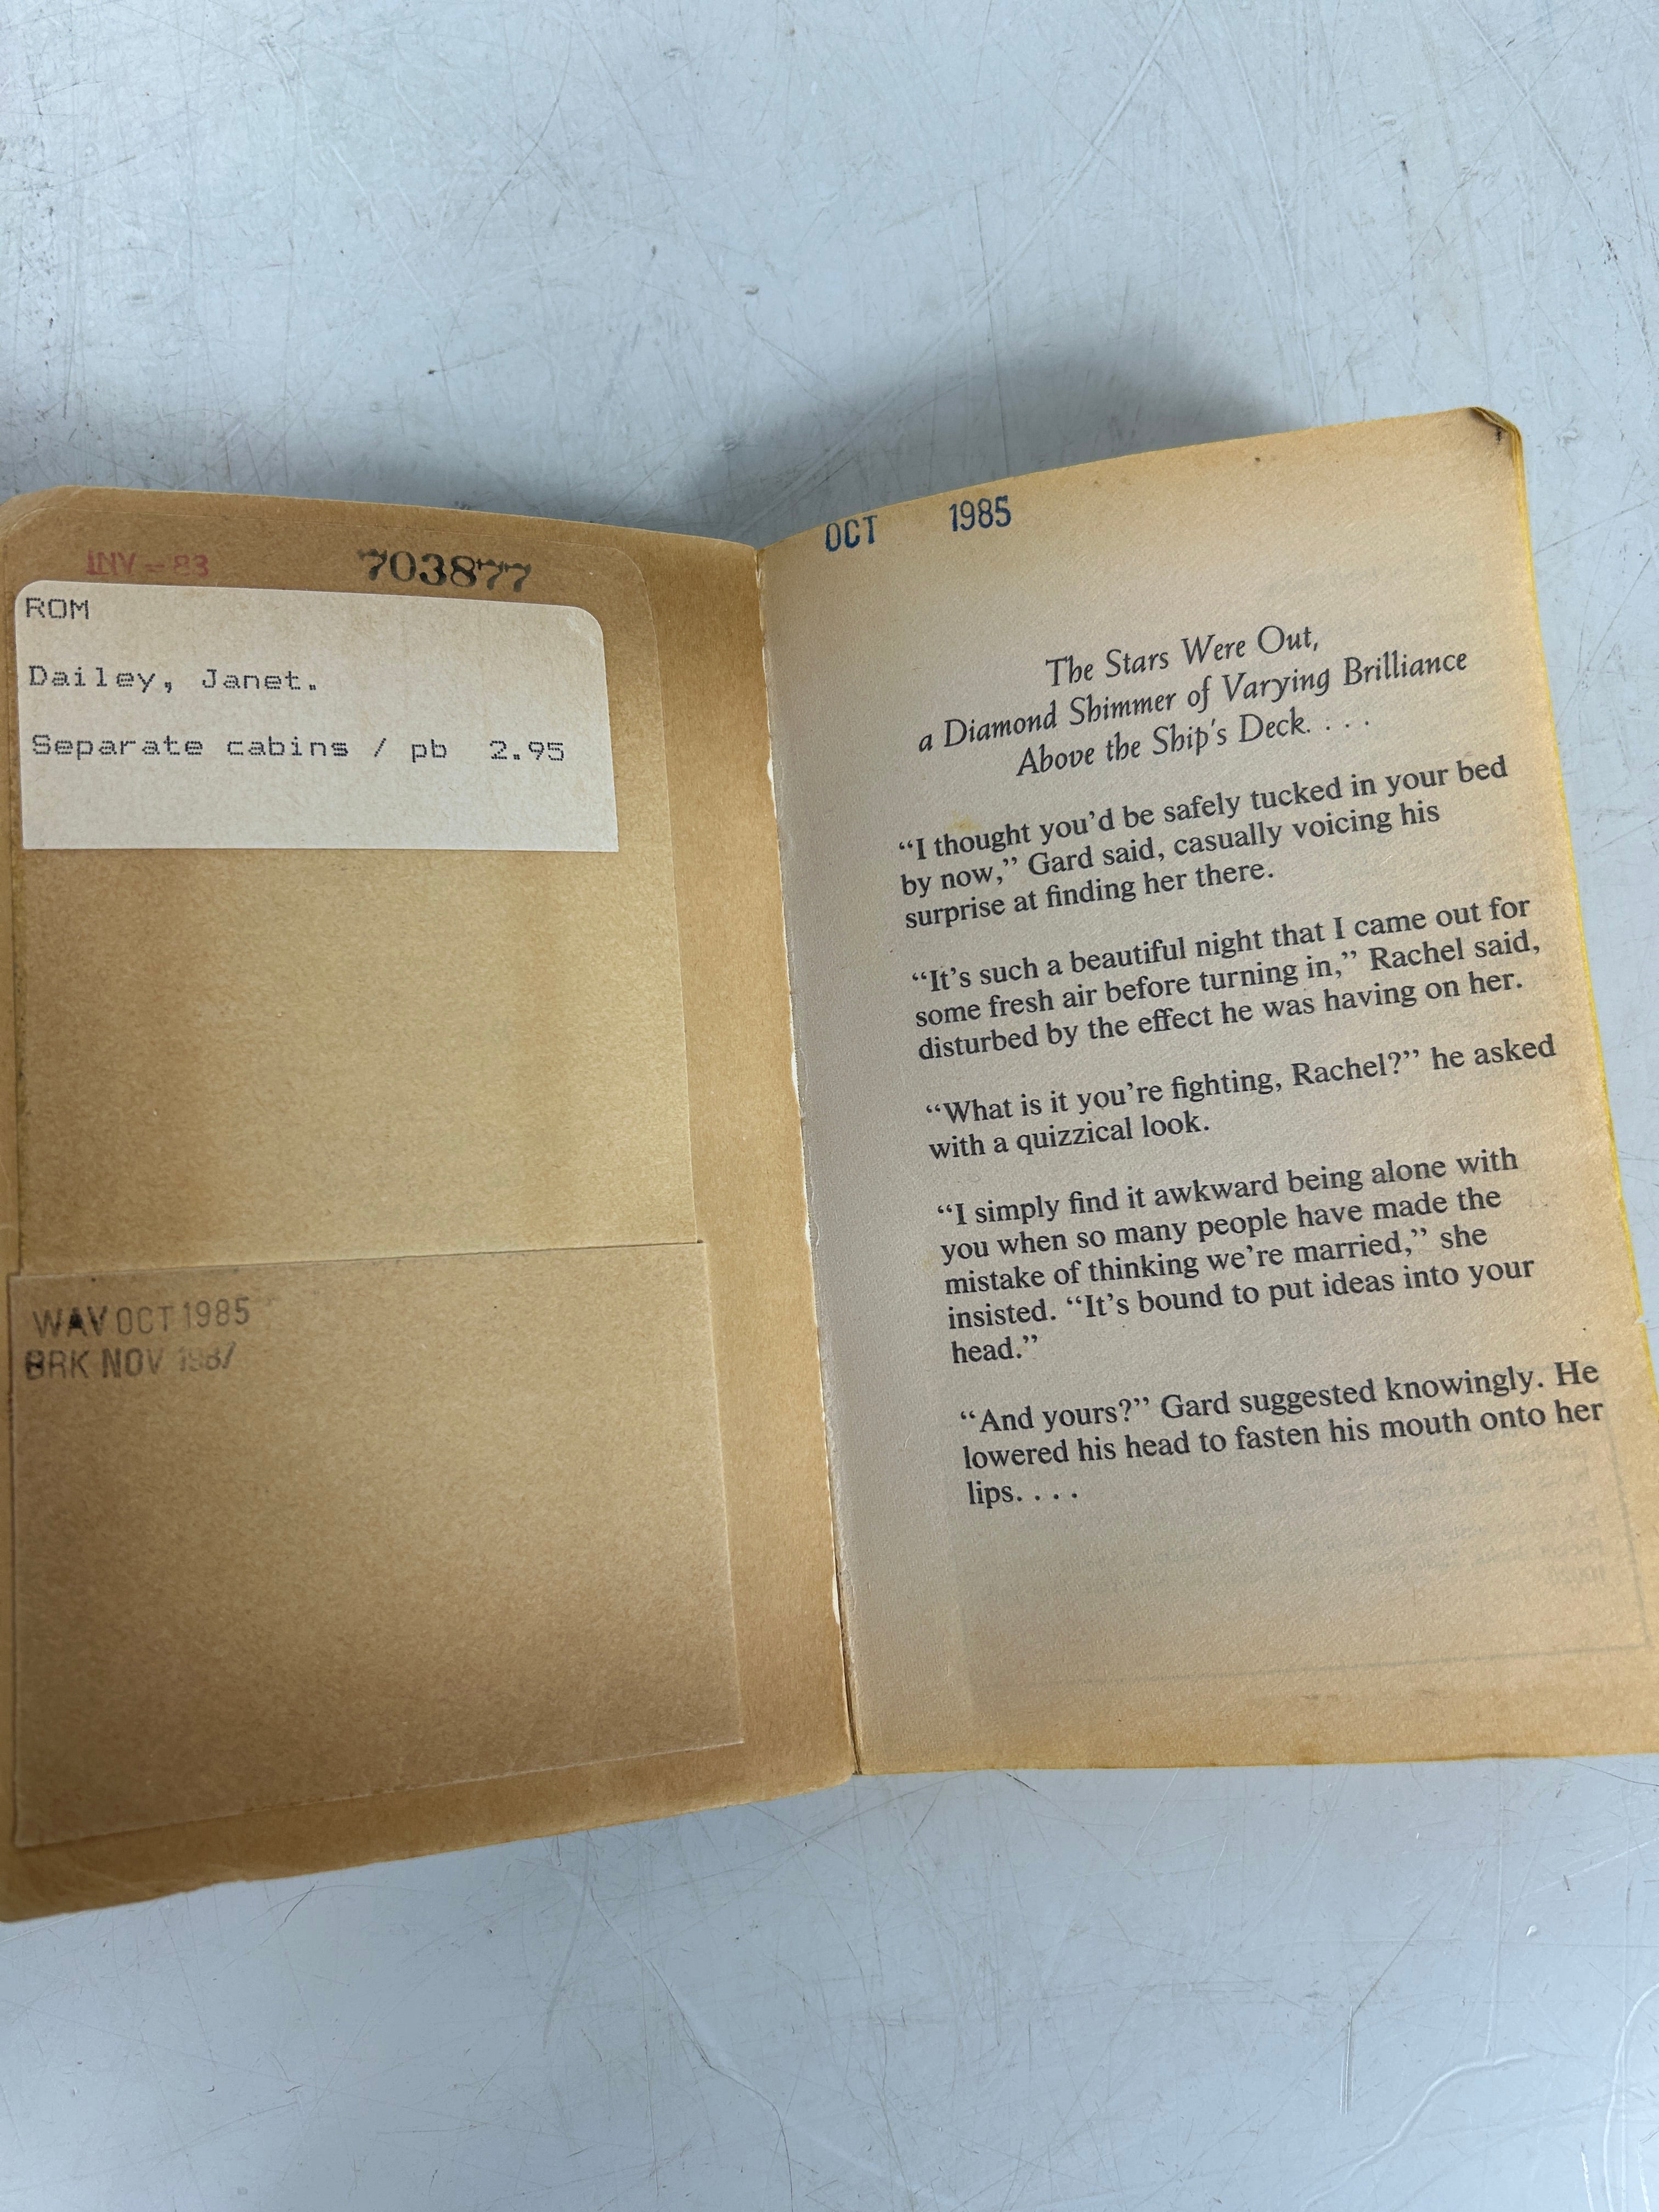 INV - 83
703877
ROM
Dailey, Janet.
Separate cabins / pb 2.95
WAV OCT 1985
BRK NOV 1987
OCT 1985
The Stars Were Out,
a Diamond Shimmer of Varying Brilliance
Above the Ship's Deck. . . .
“I thought you’d be safely tucked in your bed
by now,” Gard said, casually voicing his
surprise at finding her there.
“It’s such a beautiful night that I came out for
some fresh air before turning in,” Rachel said,
disturbed by the effect he was having on her.
“What is it you’re fighting, Rachel?” he asked
with a quizzical look.
“I simply find it awkward being alone with
you when so many people have made the
mistake of thinking we’re married,” she
insisted. “It’s bound to put ideas into your
head.”
“And yours?” Gard suggested knowingly. He
lowered his head to fasten his mouth onto her
lips. . . .